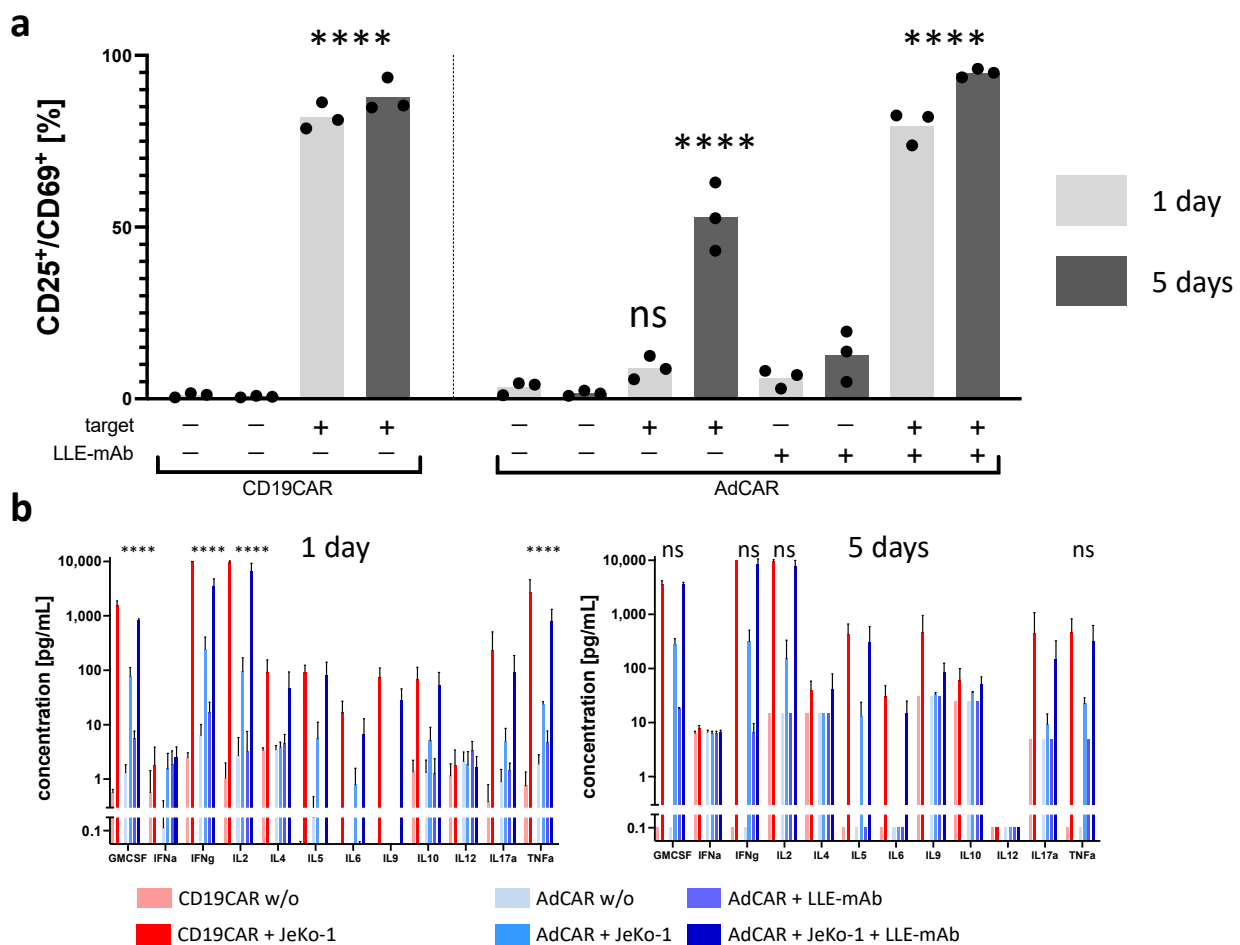 a
**** ****
100
****
50
ns
0
CD25+/CD69+ [%]
1 day
5 days
target − − + + − − + + − − + +
LLE-mAb − − − − − − − − + + + +
CD19CAR AdCAR
b
**** **** **** 1 day ****
10,000
1,000
100
10
1
0.1
concentration [pg/mL]
GMCSF IFNa IFNg IL2 IL4 IL5 IL6 IL9 IL10 IL12 IL17a TNFa
ns ns ns 5 days ns
10,000
1,000
100
10
1
0.1
concentration [pg/mL]
GMCSF IFNa IFNg IL2 IL4 IL5 IL6 IL9 IL10 IL12 IL17a TNFa
CD19CAR w/o AdCAR w/o AdCAR + LLE-mAb
CD19CAR + JeKo-1 AdCAR + JeKo-1 AdCAR + JeKo-1 + LLE-mAb